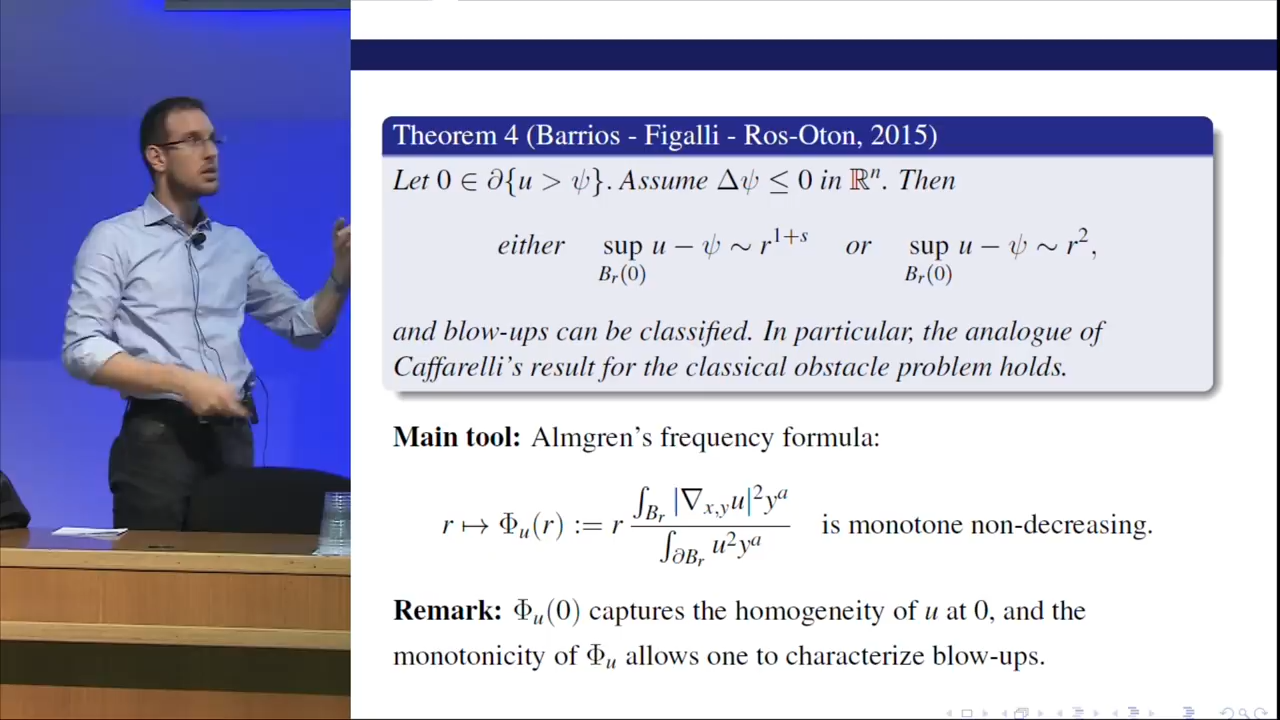 Theorem 4 (Barrios - Figalli - Ros-Oton, 2015)
Let 0 ∈ ∂{u > ψ}. Assume Δψ ≤ 0 in ℝⁿ. Then
either sup_{B_r(0)} u − ψ ∼ r^{1+s} or sup_{B_r(0)} u − ψ ∼ r²,
and blow-ups can be classified. In particular, the analogue of
Caffarelli's result for the classical obstacle problem holds.
Main tool: Almgren's frequency formula:
r ↦ Φ_u(r) := r ∫_{B_r} |∇_{x,y}u|² y^a / ∫_{∂B_r} u² y^a is monotone non-decreasing.
Remark: Φ_u(0) captures the homogeneity of u at 0, and the
monotonicity of Φ_u allows one to characterize blow-ups.